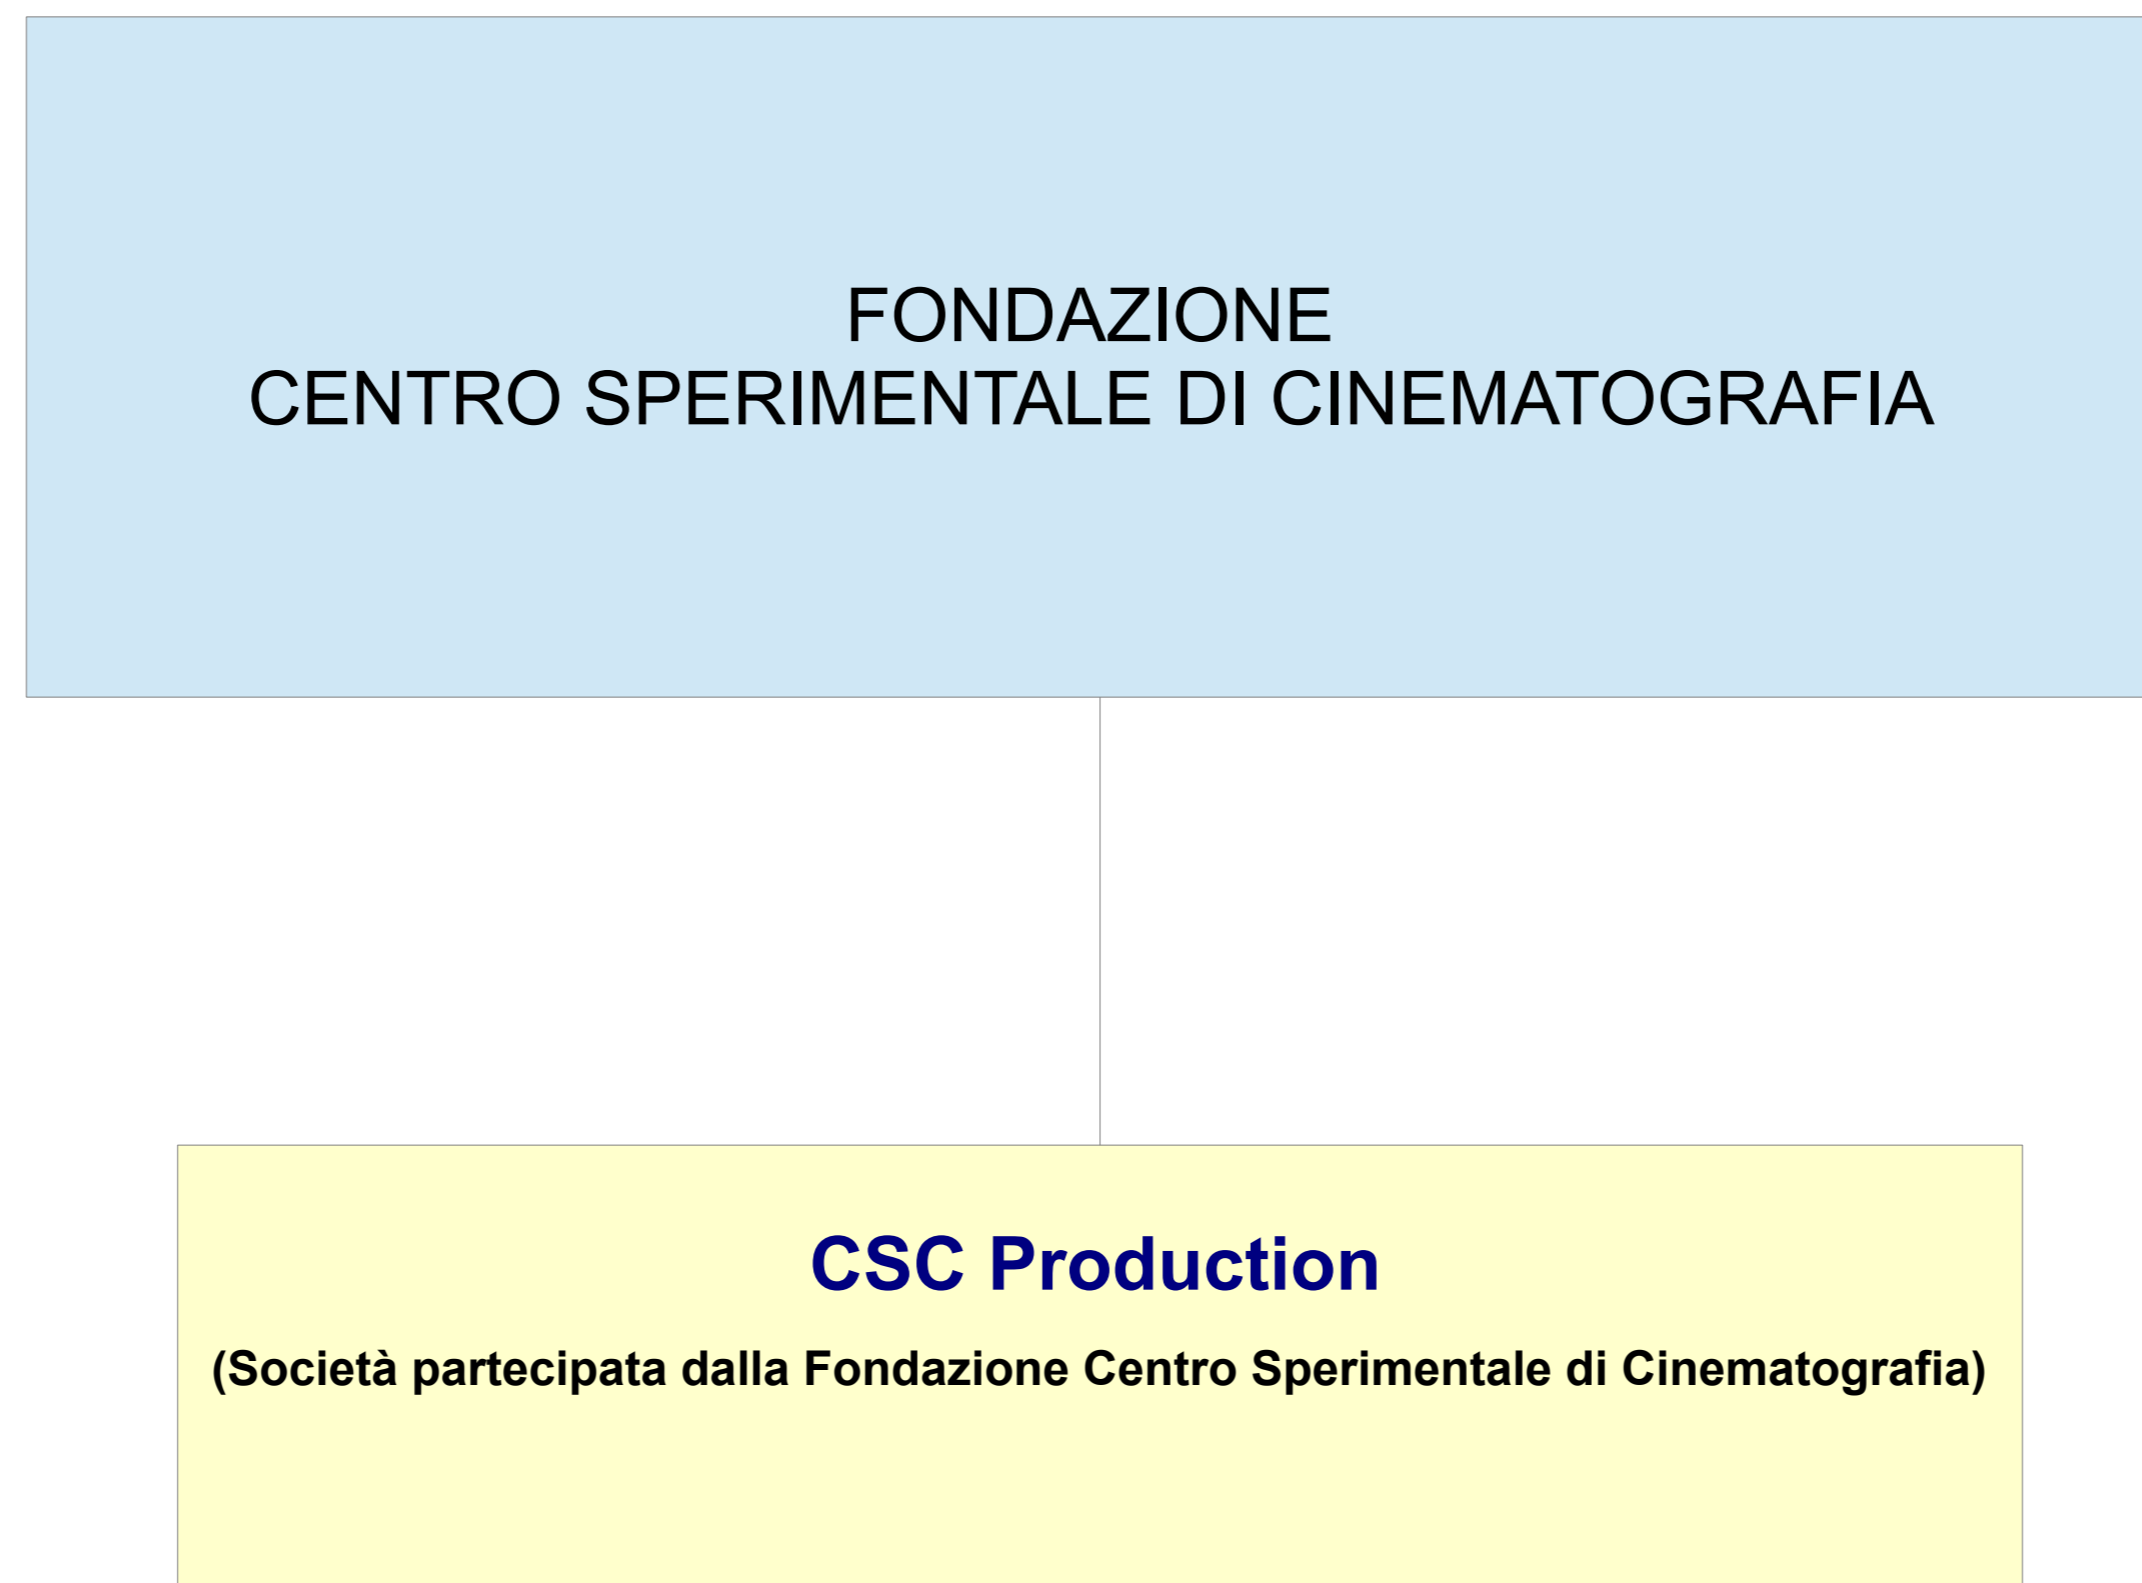 FONDAZIONE
CENTRO SPERIMENTALE DI CINEMATOGRAFIA
CSC Production
(Società partecipata dalla Fondazione Centro Sperimentale di Cinematografia)